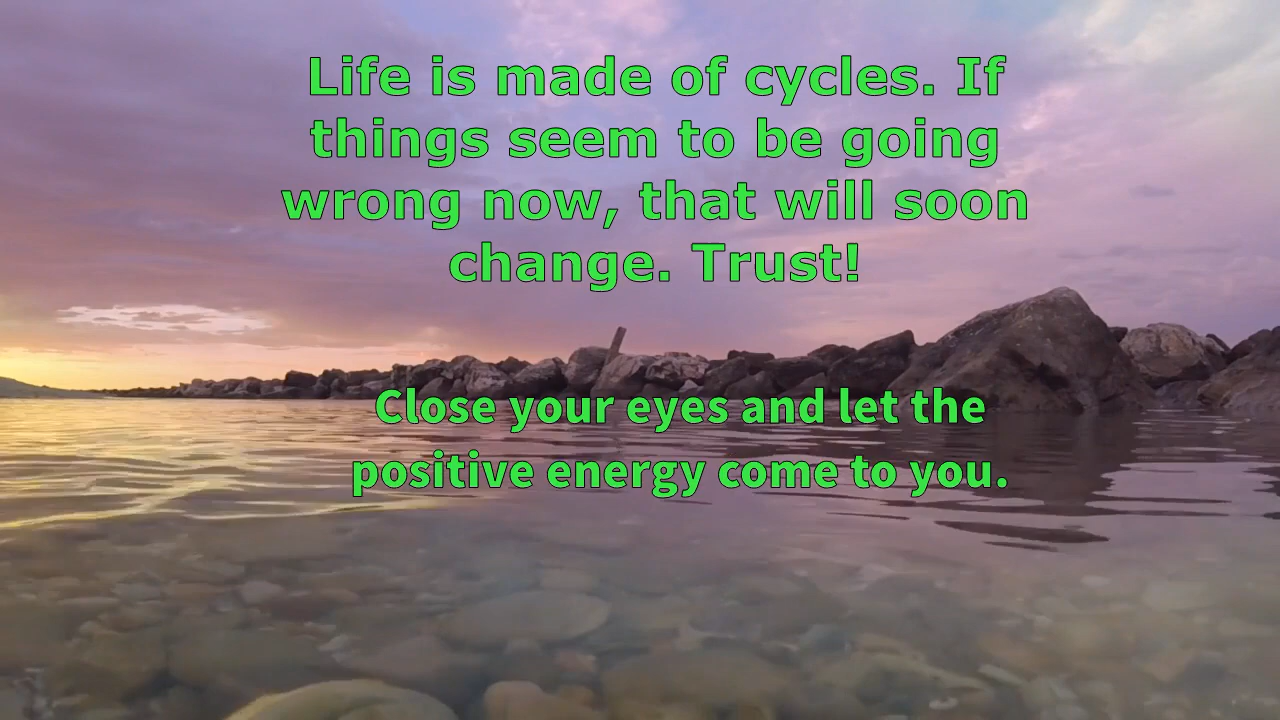 Life is made of cycles. If
things seem to be going
wrong now, that will soon
change. Trust!
Close your eyes and let the
positive energy come to you.